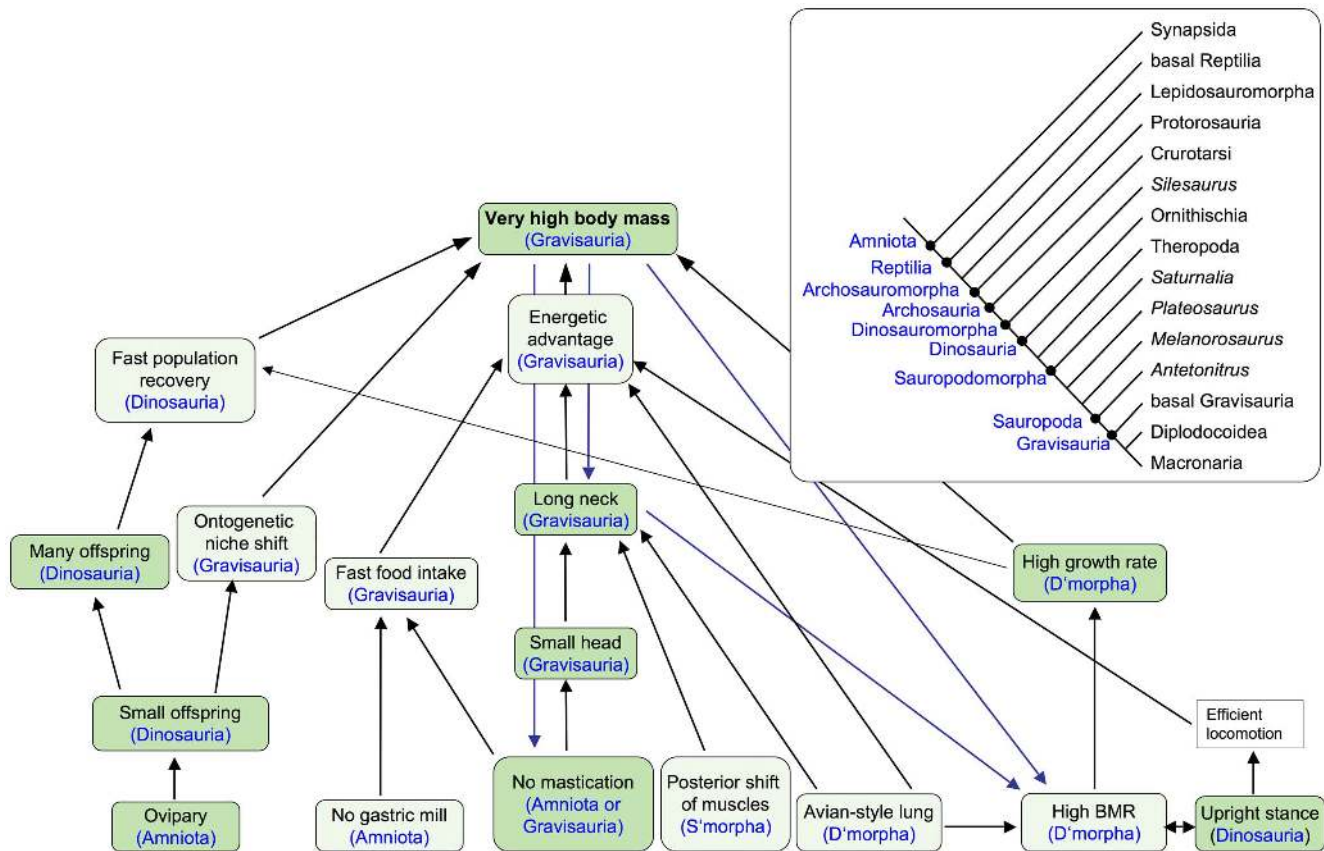 Synapsida
basal Reptilia
Lepidosauromorpha
Protorosauria
Crurotarsi
Silesaurus
Ornithischia
Theropoda
Saturnalia
Plateosaurus
Melanorosaurus
Antetonitrus
basal Gravisauria
Diplodocoidea
Macronaria
Amniota
Reptilia
Archosauromorpha
Archosauria
Dinosauromorpha
Dinosauria
Sauropodomorpha
Sauropoda
Gravisauria
Very high body mass
(Gravisauria)
Energetic
advantage
(Gravisauria)
Fast population
recovery
(Dinosauria)
Long neck
(Gravisauria)
Ontogenetic
niche shift
(Gravisauria)
Many offspring
(Dinosauria)
Fast food intake
(Gravisauria)
High growth rate
(D'morpha)
Small head
(Gravisauria)
Small offspring
(Dinosauria)
Efficient
locomotion
Ovipary
(Amniota)
No gastric mill
(Amniota)
No mastication
(Amniota or
Gravisauria)
Posterior shift
of muscles
(S'morpha)
Avian-style lung
(D'morpha)
High BMR
(D'morpha)
Upright stance
(Dinosauria)